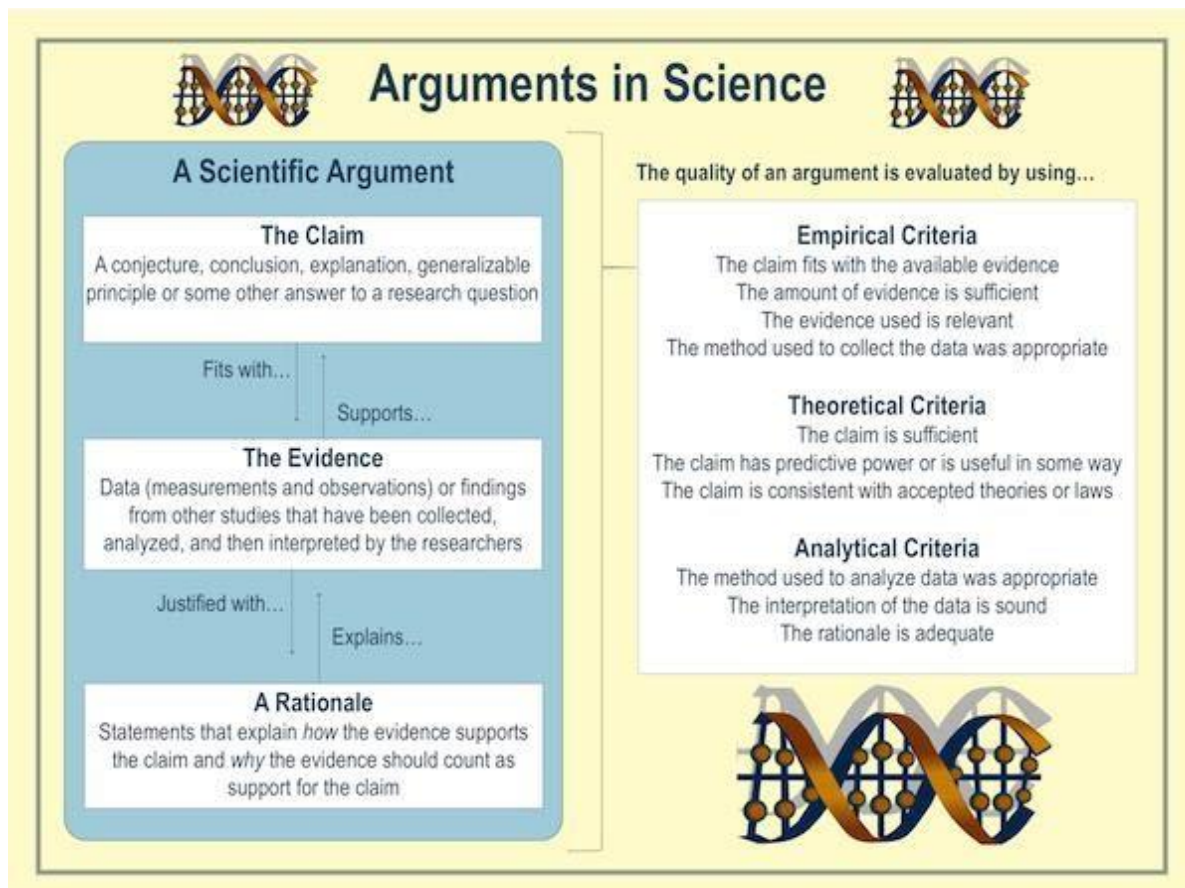 Arguments in Science
A Scientific Argument
The Claim
A conjecture, conclusion, explanation, generalizable
principle or some other answer to a research question
Fits with…
Supports…
The Evidence
Data (measurements and observations) or findings
from other studies that have been collected,
analyzed, and then interpreted by the researchers
Justified with…
Explains…
A Rationale
Statements that explain how the evidence supports
the claim and why the evidence should count as
support for the claim
The quality of an argument is evaluated by using…
Empirical Criteria
The claim fits with the available evidence
The amount of evidence is sufficient
The evidence used is relevant
The method used to collect the data was appropriate
Theoretical Criteria
The claim is sufficient
The claim has predictive power or is useful in some way
The claim is consistent with accepted theories or laws
Analytical Criteria
The method used to analyze data was appropriate
The interpretation of the data is sound
The rationale is adequate